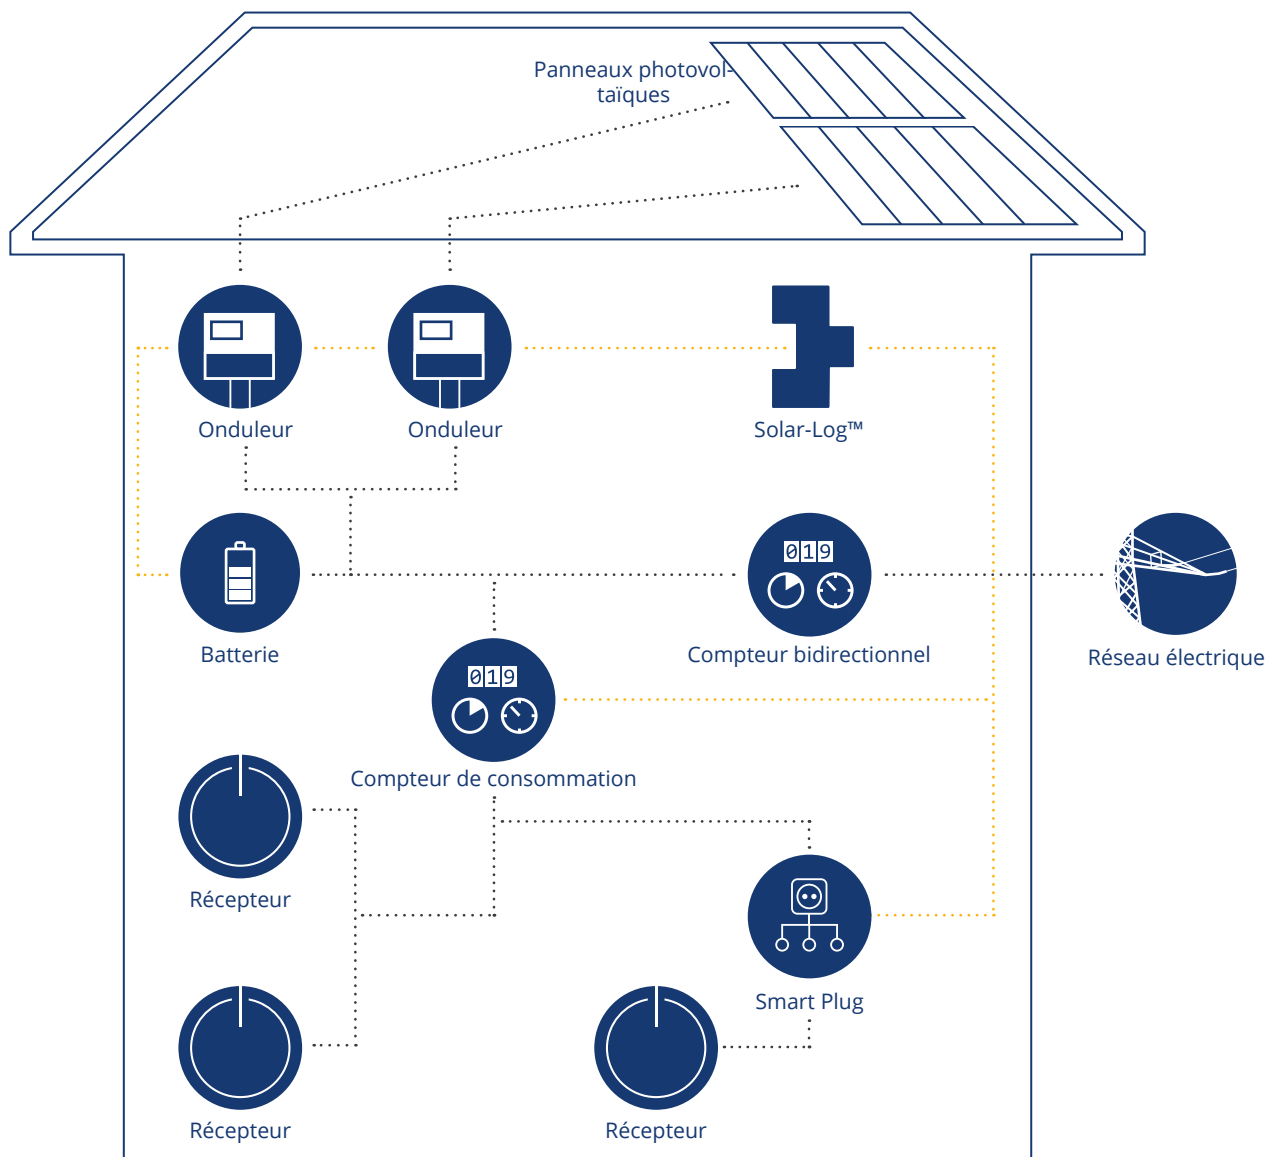 Panneaux photovol-
taïques
Onduleur
Onduleur
Solar-Log™
019
Batterie
Compteur bidirectionnel
Réseau électrique
019
Compteur de consommation
Récepteur
Smart Plug
Récepteur
Récepteur